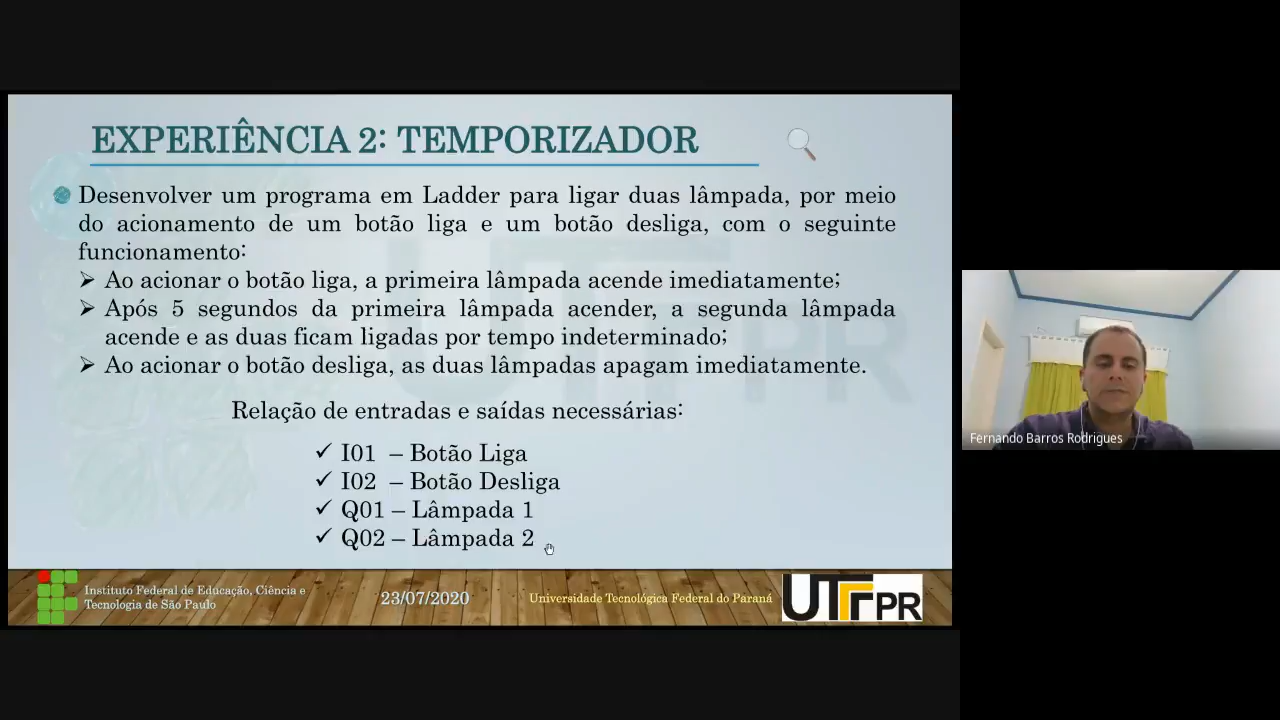 EXPERIÊNCIA 2: TEMPORIZADOR
Desenvolver um programa em Ladder para ligar duas lâmpada, por meio
do acionamento de um botão liga e um botão desliga, com o seguinte
funcionamento:
Ao acionar o botão liga, a primeira lâmpada acende imediatamente;
Após 5 segundos da primeira lâmpada acender, a segunda lâmpada
acende e as duas ficam ligadas por tempo indeterminado;
Ao acionar o botão desliga, as duas lâmpadas apagam imediatamente.
Relação de entradas e saídas necessárias:
I01 – Botão Liga
I02 – Botão Desliga
Q01 – Lâmpada 1
Q02 – Lâmpada 2
Instituto Federal de Educação, Ciência e
Tecnologia de São Paulo
23/07/2020
Universidade Tecnológica Federal do Paraná
UTFPR
Fernando Barros Rodrigues